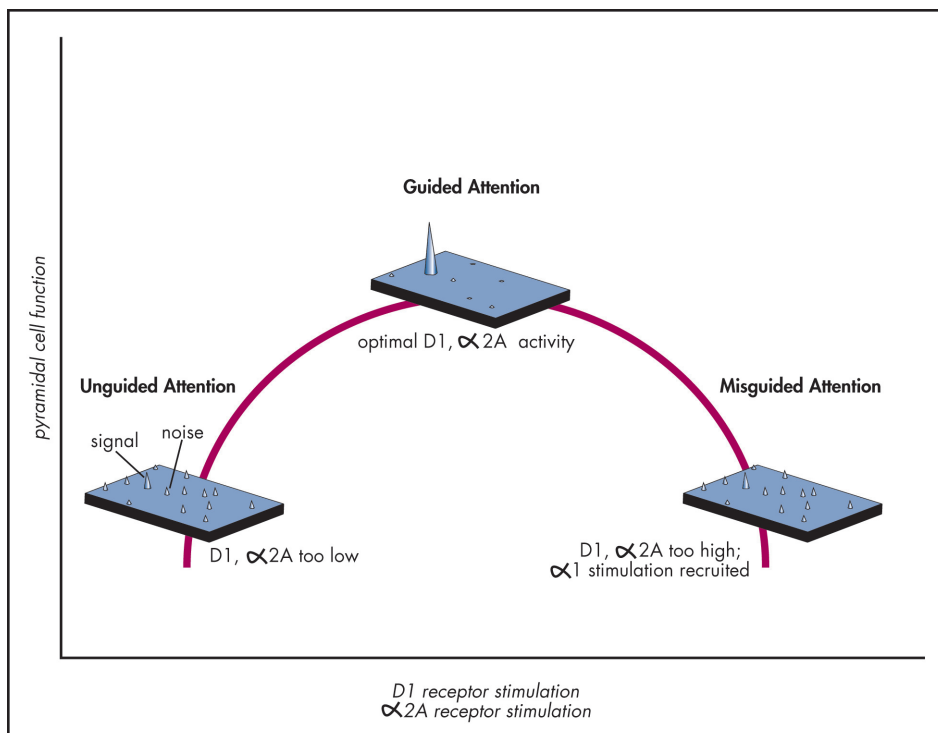 Guided Attention
optimal D1, ∝2A activity
pyramidal cell function
Unguided Attention
signal
noise
D1, ∝2A too low
Misguided Attention
D1, ∝2A too high;
∝1 stimulation recruited
D1 receptor stimulation
∝2A receptor stimulation